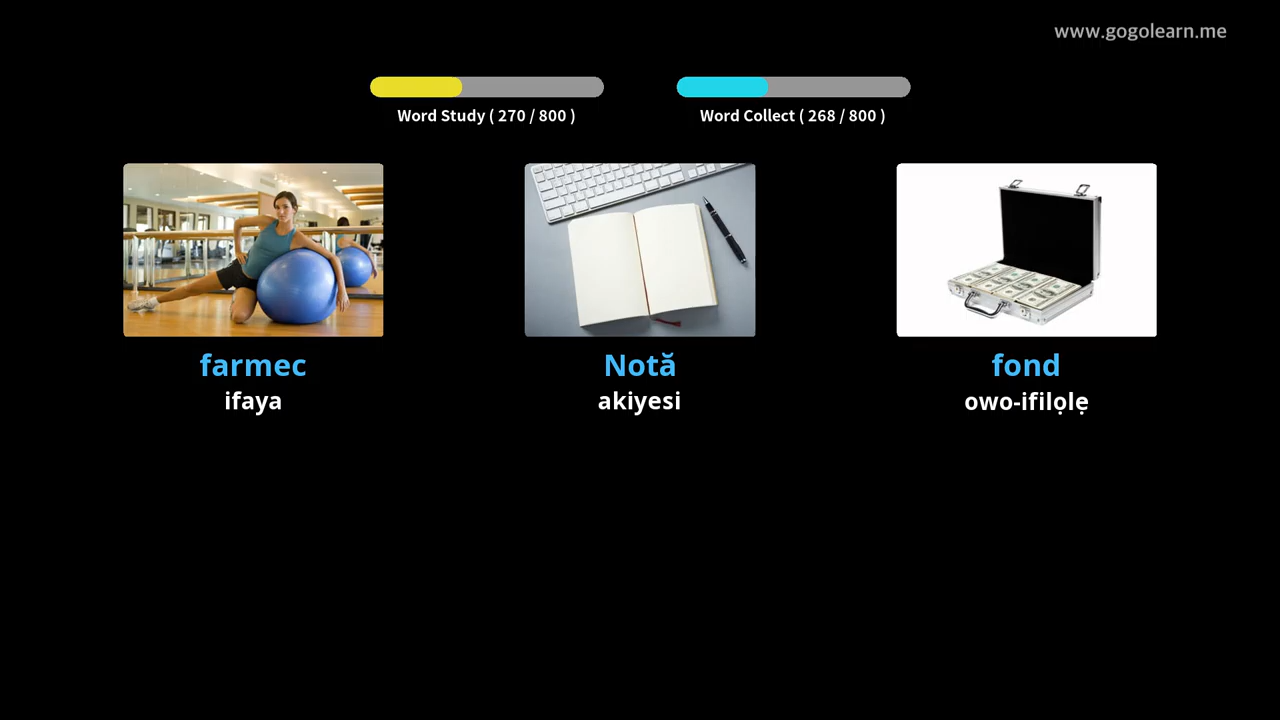 www.gogolearn.me
Word Study ( 270 / 800 )
Word Collect ( 268 / 800 )
farmec
ifaya
Notă
akiyesi
fond
owo-ifilọlẹ